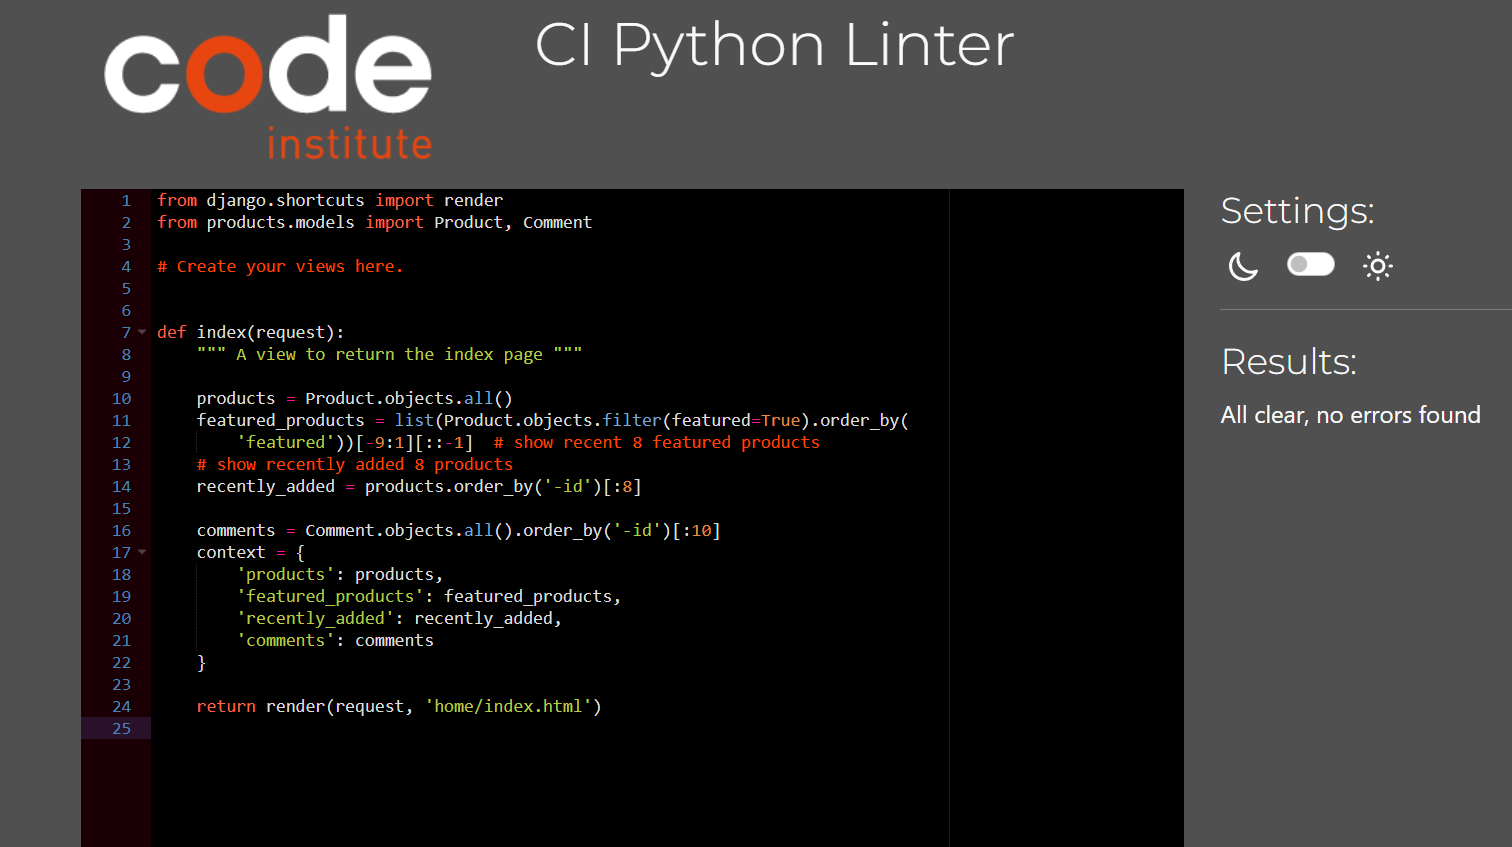 code
institute
CI Python Linter
1 from django.shortcuts import render
2 from products.models import Product, Comment
3
4 # Create your views here.
5
6
7 def index(request):
8     """ A view to return the index page """
9
10     products = Product.objects.all()
11     featured_products = list(Product.objects.filter(featured=True).order_by(
12         'featured'))[-9:1][::-1]  # show recent 8 featured products
13     # show recently added 8 products
14     recently_added = products.order_by('-id')[:8]
15
16     comments = Comment.objects.all().order_by('-id')[:10]
17     context = {
18         'products': products,
19         'featured_products': featured_products,
20         'recently_added': recently_added,
21         'comments': comments
22     }
23
24     return render(request, 'home/index.html')
25
Settings:
Results:
All clear, no errors found